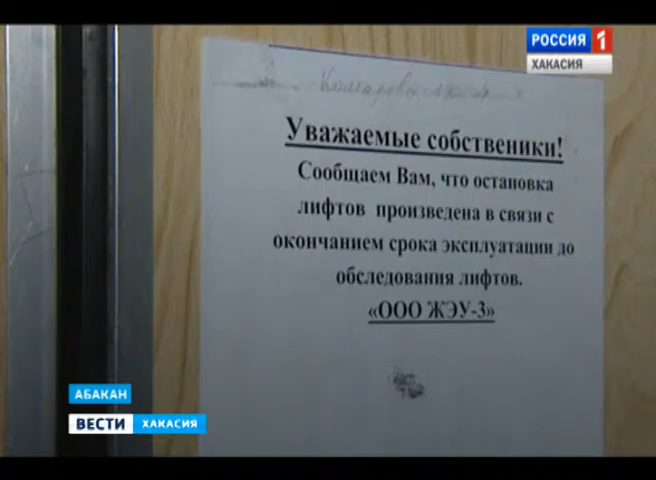 РОССИЯ 1
ХАКАСИЯ
Уважаемые собственики!
Сообщаем Вам, что остановка
лифтов произведена в связи с
окончанием срока эксплуатации до
обследования лифтов.
«ООО ЖЭУ-3»
АБАКАН
ВЕСТИ ХАКАСИЯ